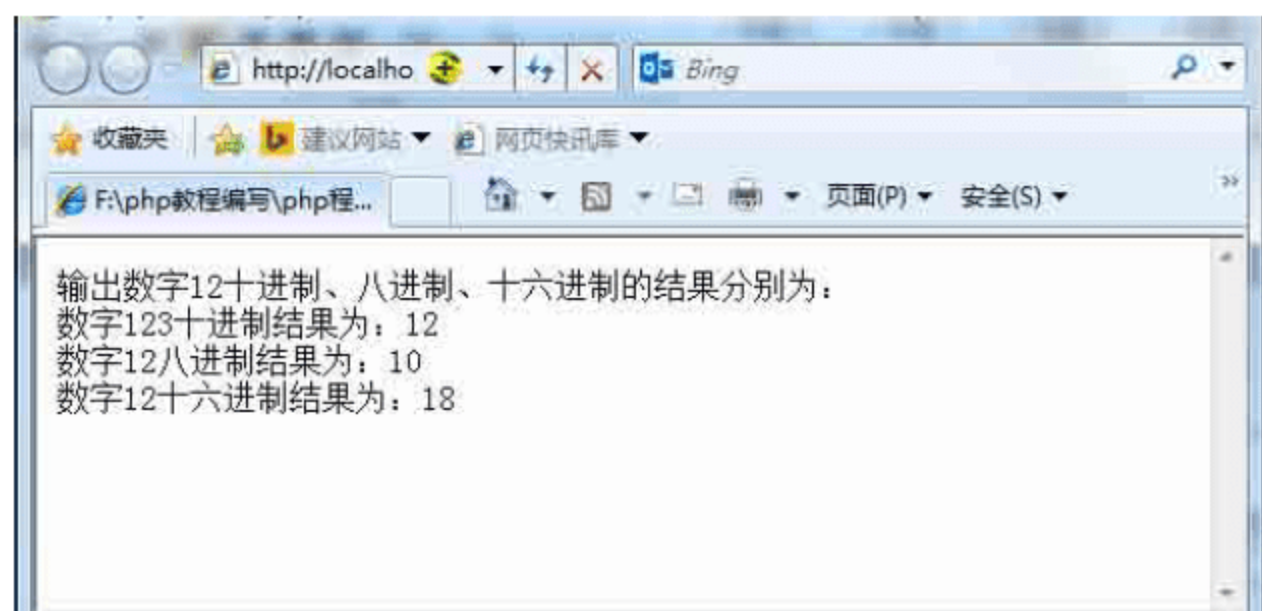 http://localho
Bing
收藏夹 建议网站 网页快讯库
F:\php教程编写\php程... 页面(P) 安全(S) »
输出数字12十进制、八进制、十六进制的结果分别为：
数字123十进制结果为：12
数字12八进制结果为：10
数字12十六进制结果为：18